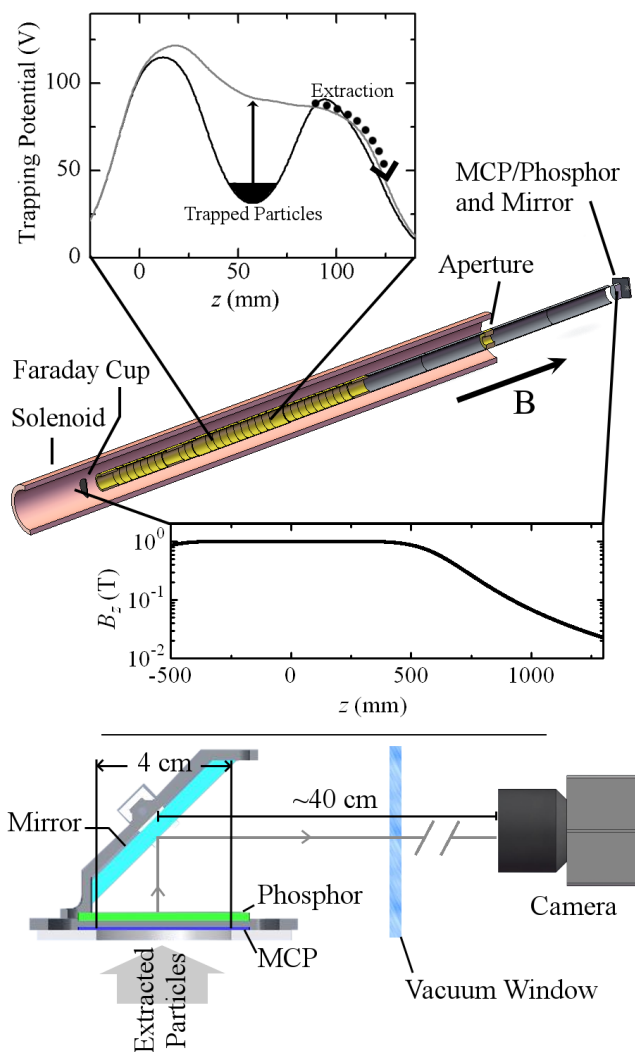 Trapping Potential (V)
100
50
0
Extraction
Trapped Particles
0
50
100
z (mm)
MCP/Phosphor
and Mirror
Aperture
Faraday Cup
Solenoid
B
B_z (T)
10^0
10^-1
10^-2
-500
0
500
1000
z (mm)
4 cm
~40 cm
Mirror
Phosphor
Camera
MCP
Vacuum Window
Extracted
Particles